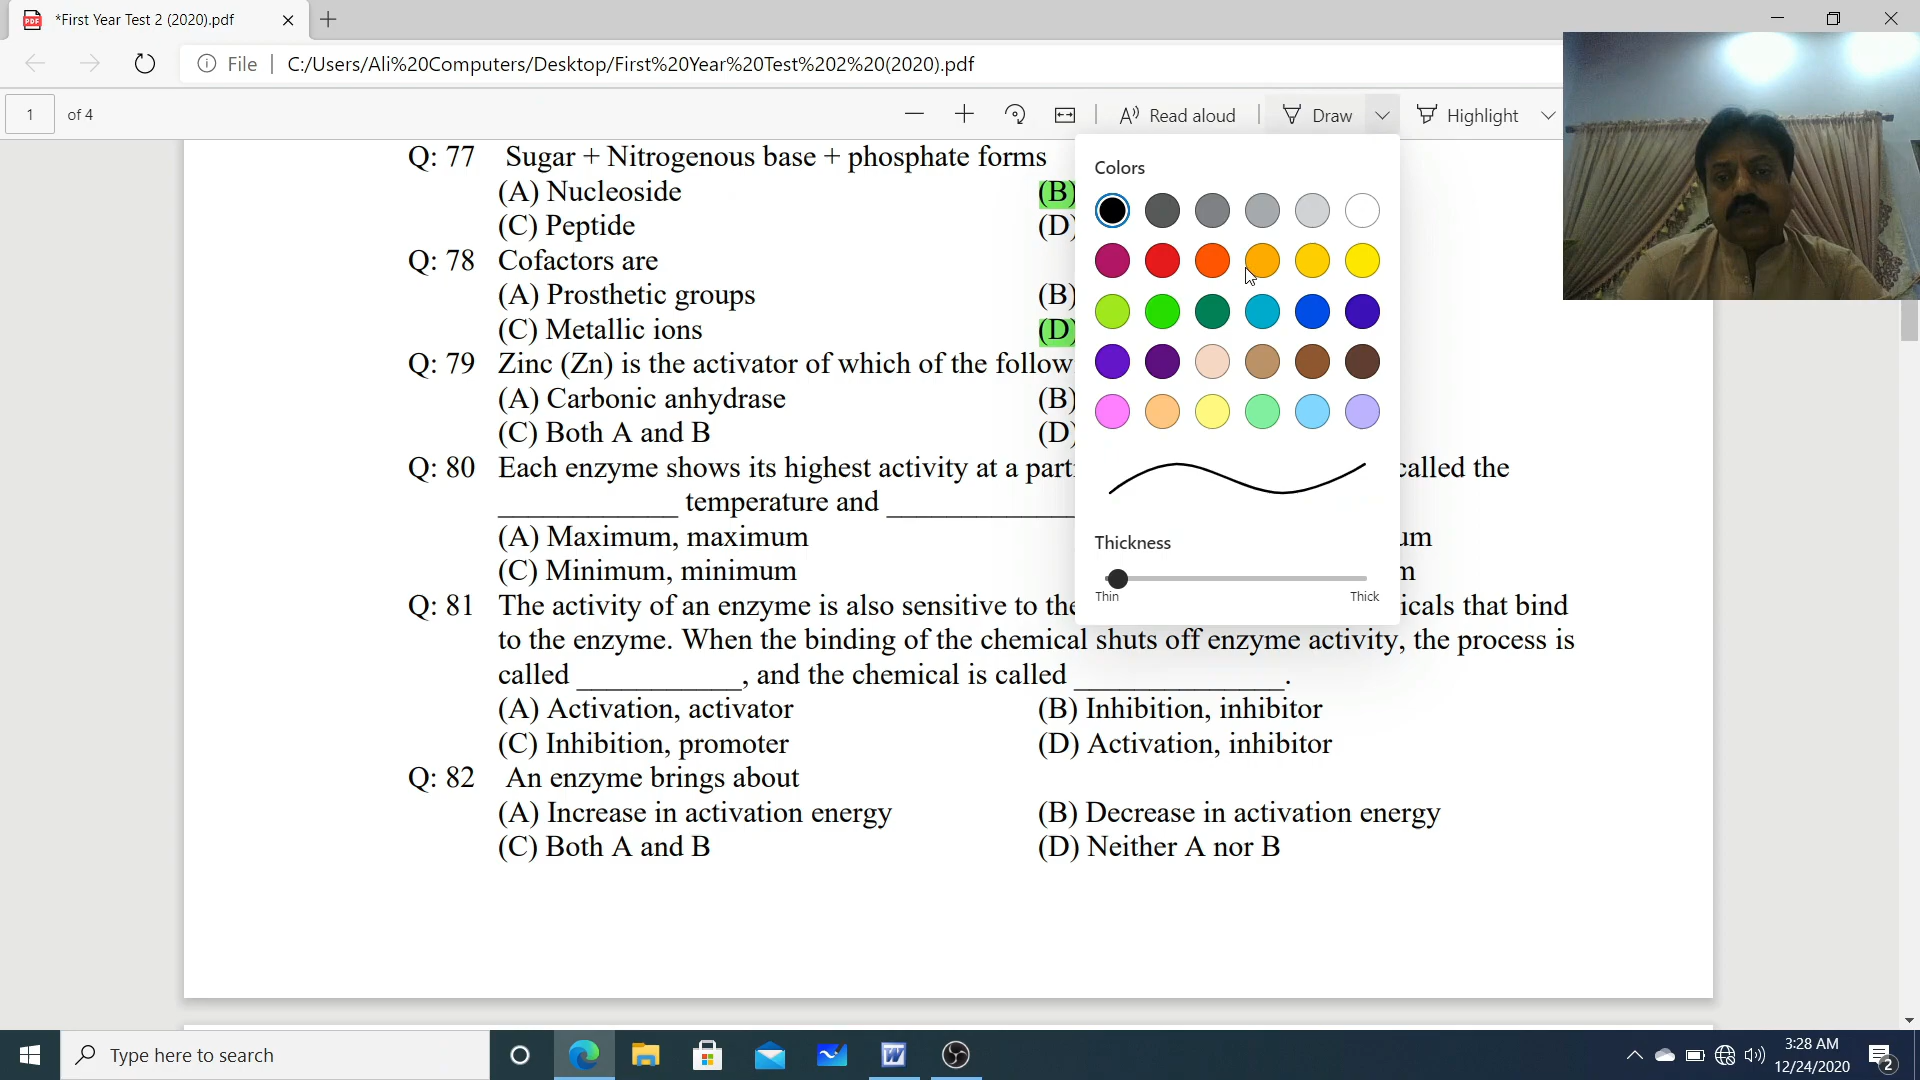 *First Year Test 2 (2020).pdf
File | C:/Users/Ali%20Computers/Desktop/First%20Year%20Test%202%20(2020).pdf
1 of 4 Read aloud Draw Highlight
Q: 77 Sugar + Nitrogenous base + phosphate forms
(A) Nucleoside (B)
(C) Peptide (D)
Q: 78 Cofactors are
(A) Prosthetic groups (B)
(C) Metallic ions (D)
Q: 79 Zinc (Zn) is the activator of which of the follow
(A) Carbonic anhydrase (B)
(C) Both A and B (D)
Q: 80 Each enzyme shows its highest activity at a part called the
____________ temperature and ____________
(A) Maximum, maximum um
(C) Minimum, minimum m
Q: 81 The activity of an enzyme is also sensitive to the icals that bind
to the enzyme. When the binding of the chemical shuts off enzyme activity, the process is
called ___________, and the chemical is called ______________.
(A) Activation, activator (B) Inhibition, inhibitor
(C) Inhibition, promoter (D) Activation, inhibitor
Q: 82 An enzyme brings about
(A) Increase in activation energy (B) Decrease in activation energy
(C) Both A and B (D) Neither A nor B
Colors
Thickness
Thin Thick
Type here to search
3:28 AM
12/24/2020
2